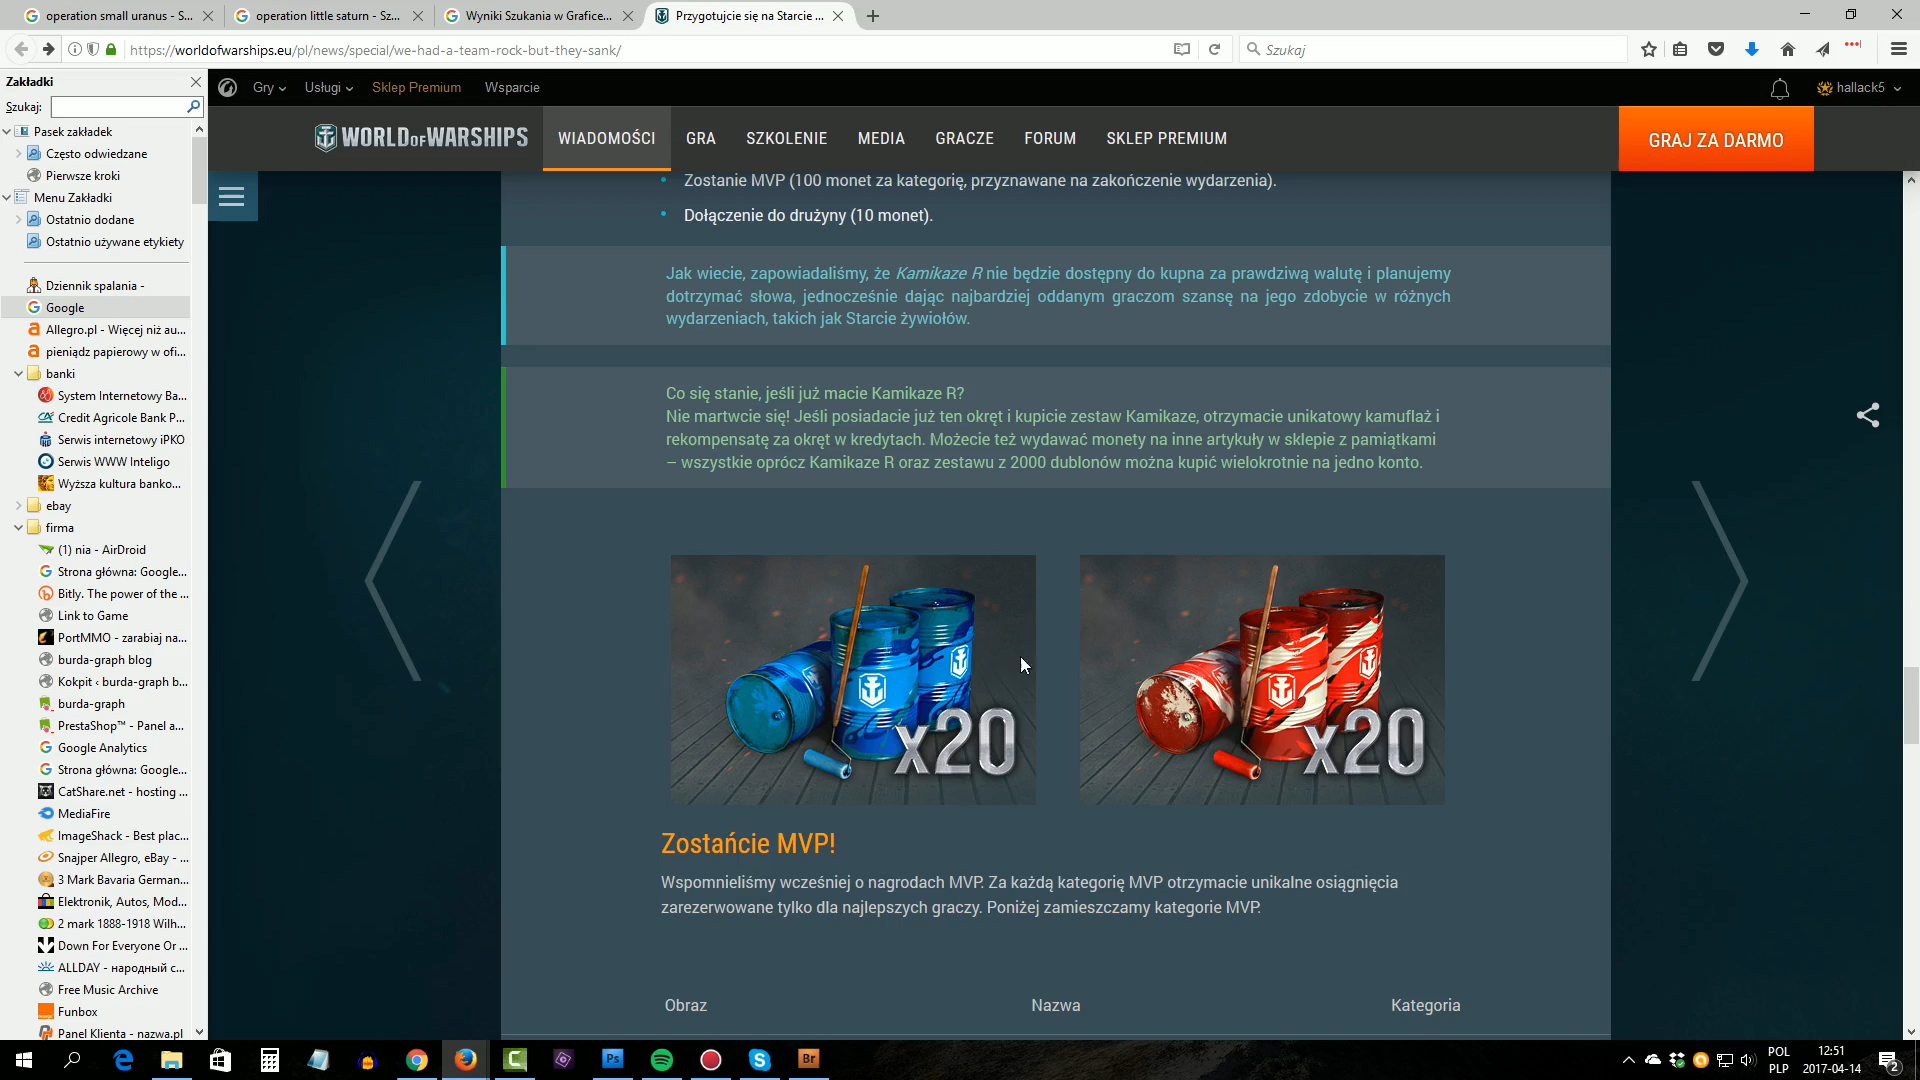 operation small uranus - S...
operation little saturn - Sz...
Wyniki Szukania w Grafice...
Przygotujcie się na Starcie ...
https://worldofwarships.eu/pl/news/special/we-had-a-team-rock-but-they-sank/
Szukaj
Zakładki
Szukaj:
Pasek zakładek
Często odwiedzane
Pierwsze kroki
Menu Zakładki
Ostatnio dodane
Ostatnio używane etykiety
Dziennik spalania -
Google
Allegro.pl - Więcej niż au...
pieniądz papierowy w ofi...
banki
System Internetowy Ba...
Credit Agricole Bank P...
Serwis internetowy iPKO
Serwis WWW Inteligo
Wyższa kultura banko...
ebay
firma
(1) nia - AirDroid
Strona główna: Google...
Bitly. The power of the ...
Link to Game
PortMMO - zarabiaj na...
burda-graph blog
Kokpit ‹ burda-graph b...
burda-graph
PrestaShop™ - Panel a...
Google Analytics
Strona główna: Google...
CatShare.net - hosting ...
MediaFire
ImageShack - Best plac...
Snajper Allegro, eBay - ...
3 Mark Bavaria German...
Elektronik, Autos, Mod...
2 mark 1888-1918 Wilh...
Down For Everyone Or ...
ALLDAY - народный с...
Free Music Archive
Funbox
Panel Klienta - nazwa.pl
Gry
Usługi
Sklep Premium
Wsparcie
hallack5
WORLD OF WARSHIPS
WIADOMOŚCI
GRA
SZKOLENIE
MEDIA
GRACZE
FORUM
SKLEP PREMIUM
GRAJ ZA DARMO
Zostanie MVP (100 monet za kategorię, przyznawane na zakończenie wydarzenia).
Dołączenie do drużyny (10 monet).
Jak wiecie, zapowiadaliśmy, że Kamikaze R nie będzie dostępny do kupna za prawdziwą walutę i planujemy
dotrzymać słowa, jednocześnie dając najbardziej oddanym graczom szansę na jego zdobycie w różnych
wydarzeniach, takich jak Starcie żywiołów.
Co się stanie, jeśli już macie Kamikaze R?
Nie martwcie się! Jeśli posiadacie już ten okręt i kupicie zestaw Kamikaze, otrzymacie unikatowy kamuflaż i
rekompensatę za okręt w kredytach. Możecie też wydawać monety na inne artykuły w sklepie z pamiątkami
– wszystkie oprócz Kamikaze R oraz zestawu z 2000 dublonów można kupić wielokrotnie na jedno konto.
x20
x20
Zostańcie MVP!
Wspomnieliśmy wcześniej o nagrodach MVP. Za każdą kategorię MVP otrzymacie unikalne osiągnięcia
zarezerwowane tylko dla najlepszych graczy. Poniżej zamieszczamy kategorie MVP.
Obraz
Nazwa
Kategoria
Ps
Br
POL
PLP
12:51
2017-04-14
2